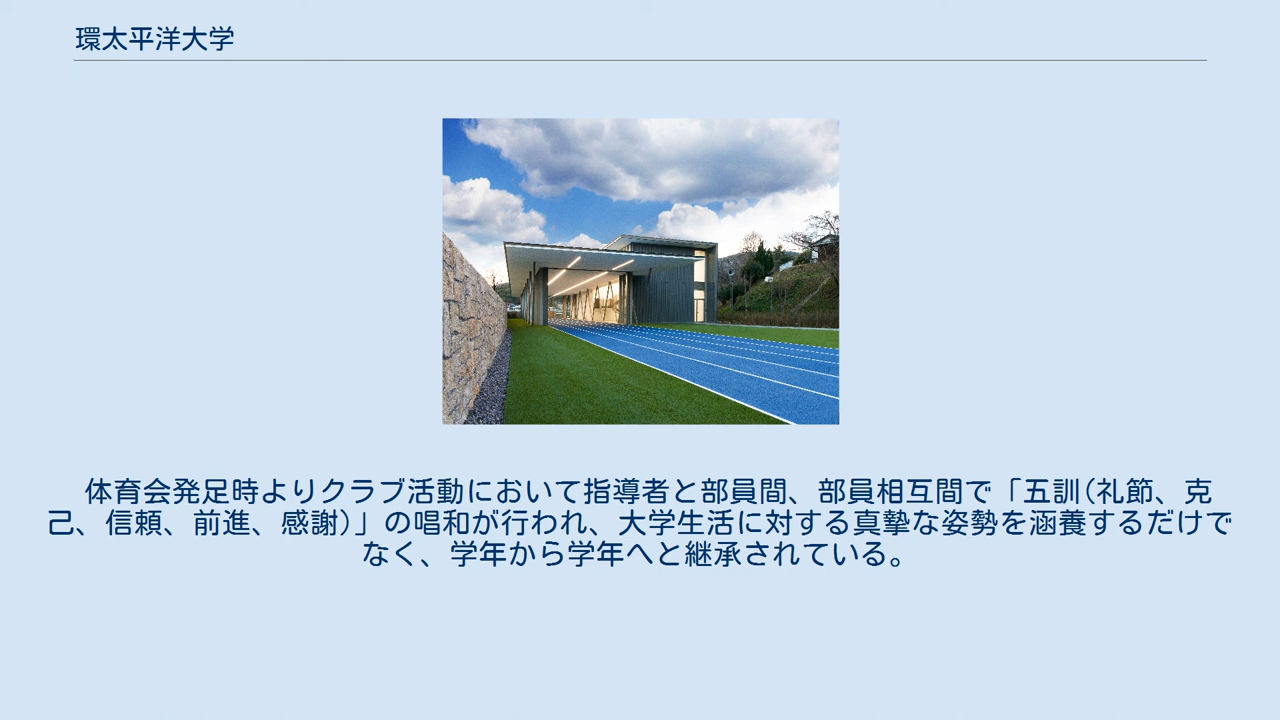 環太平洋大学
体育会発足時よりクラブ活動において指導者と部員間、部員相互間で「五訓(礼節、克
己、信頼、前進、感謝)」の唱和が行われ、大学生活に対する真摯な姿勢を涵養するだけで
なく、学年から学年へと継承されている。